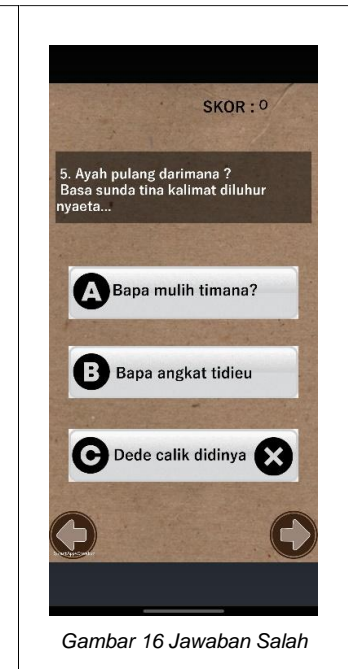 SKOR : 0
5. Ayah pulang darimana ?
Basa sunda tina kalimat diluhur
nyaeta...
A Bapa mulih timana?
B Bapa angkat tidieu
C Dede calik didinya
Gambar 16 Jawaban Salah